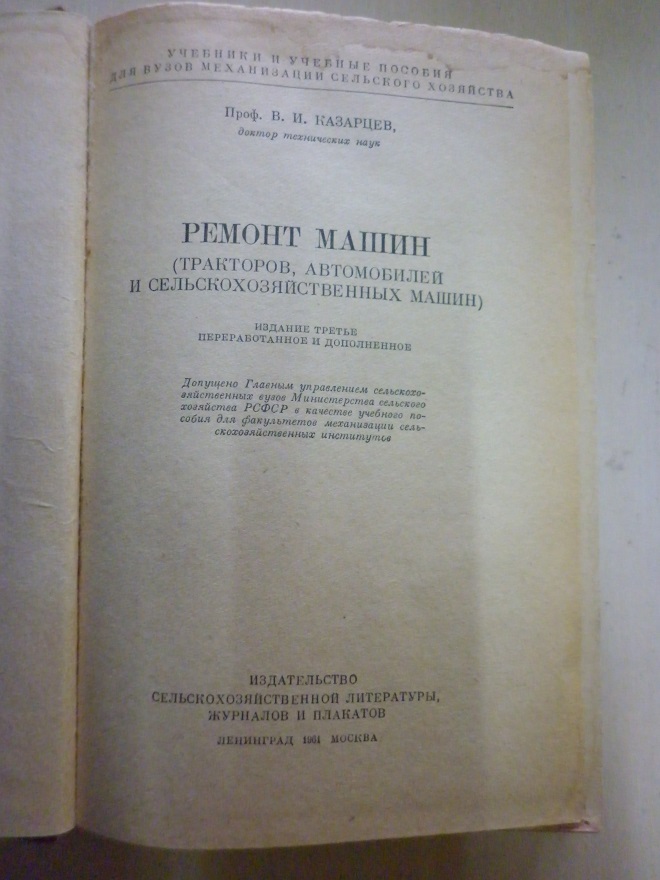 УЧЕБНИКИ И УЧЕБНЫЕ ПОСОБИЯ
ДЛЯ ВУЗОВ МЕХАНИЗАЦИИ СЕЛЬСКОГО ХОЗЯЙСТВА
Проф. В. И. КАЗАРЦЕВ,
доктор технических наук
РЕМОНТ МАШИН
(ТРАКТОРОВ, АВТОМОБИЛЕЙ
И СЕЛЬСКОХОЗЯЙСТВЕННЫХ МАШИН)
ИЗДАНИЕ ТРЕТЬЕ
ПЕРЕРАБОТАННОЕ И ДОПОЛНЕННОЕ
Допущено Главным управлением сельскохо-
зяйственных вузов Министерства сельского
хозяйства РСФСР в качестве учебного по-
собия для факультетов механизации сель-
скохозяйственных институтов
ИЗДАТЕЛЬСТВО
СЕЛЬСКОХОЗЯЙСТВЕННОЙ ЛИТЕРАТУРЫ,
ЖУРНАЛОВ И ПЛАКАТОВ
ЛЕНИНГРАД 1961 МОСКВА